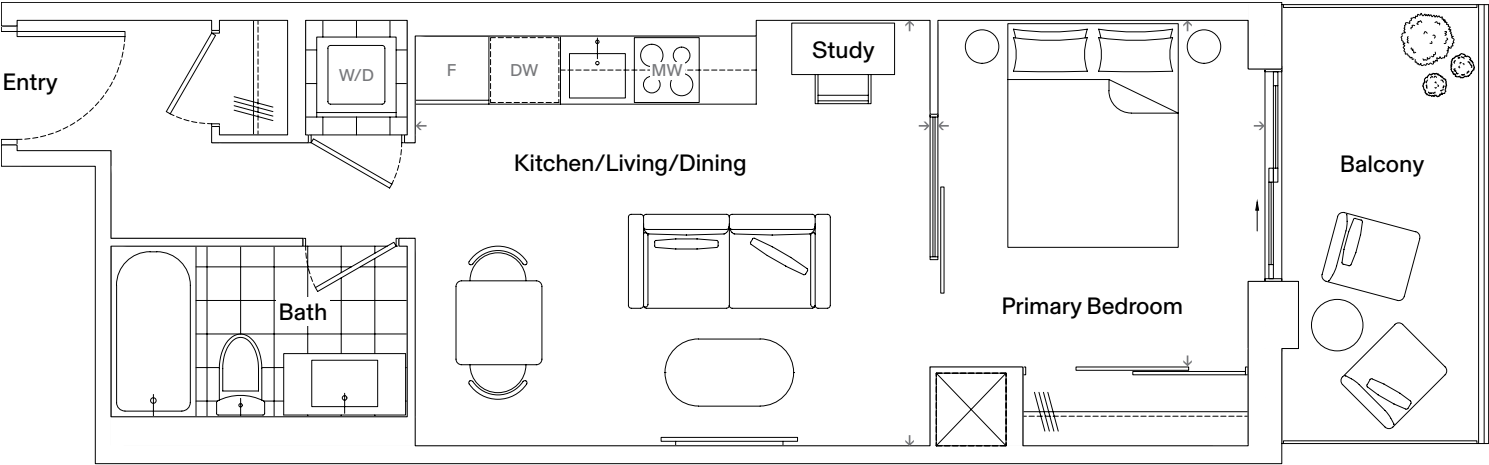 Entry
W/D
F
DW
MW
Study
Kitchen/Living/Dining
Balcony
Bath
Primary Bedroom